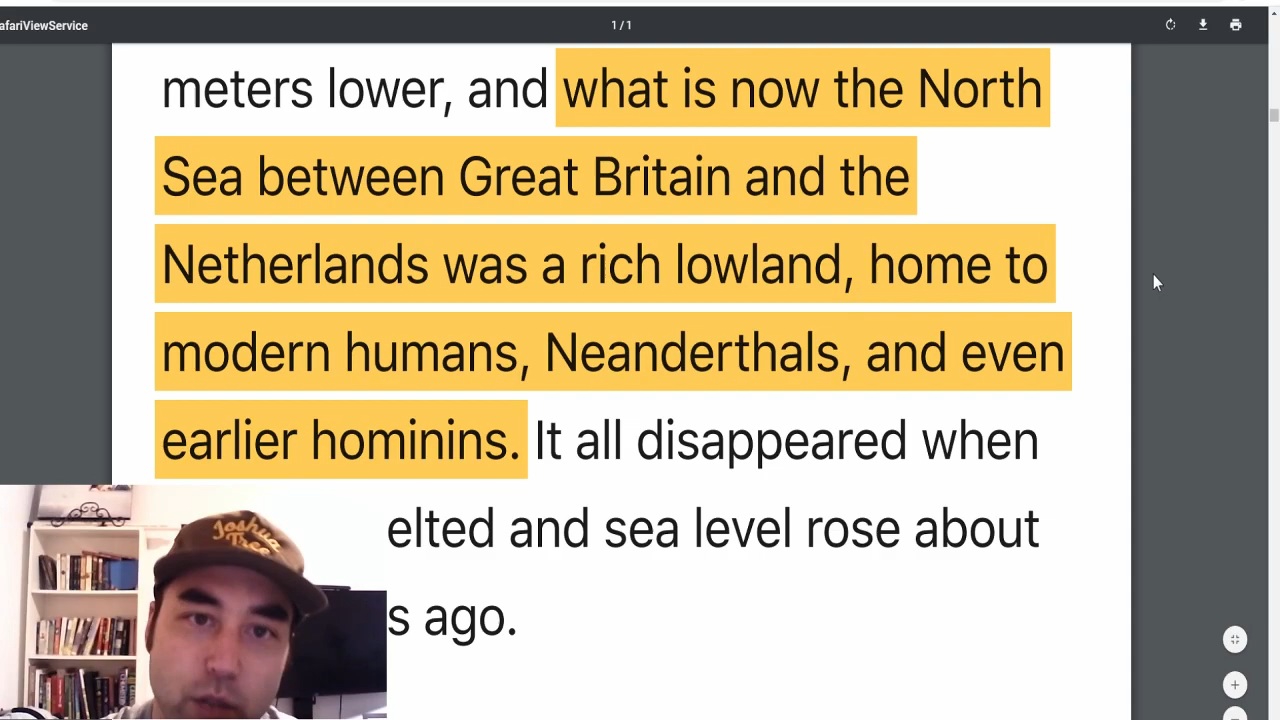 afariViewService
1 / 1
meters lower, and what is now the North
Sea between Great Britain and the
Netherlands was a rich lowland, home to
modern humans, Neanderthals, and even
earlier hominins. It all disappeared when
elted and sea level rose about
s ago.
Joshua
Tree